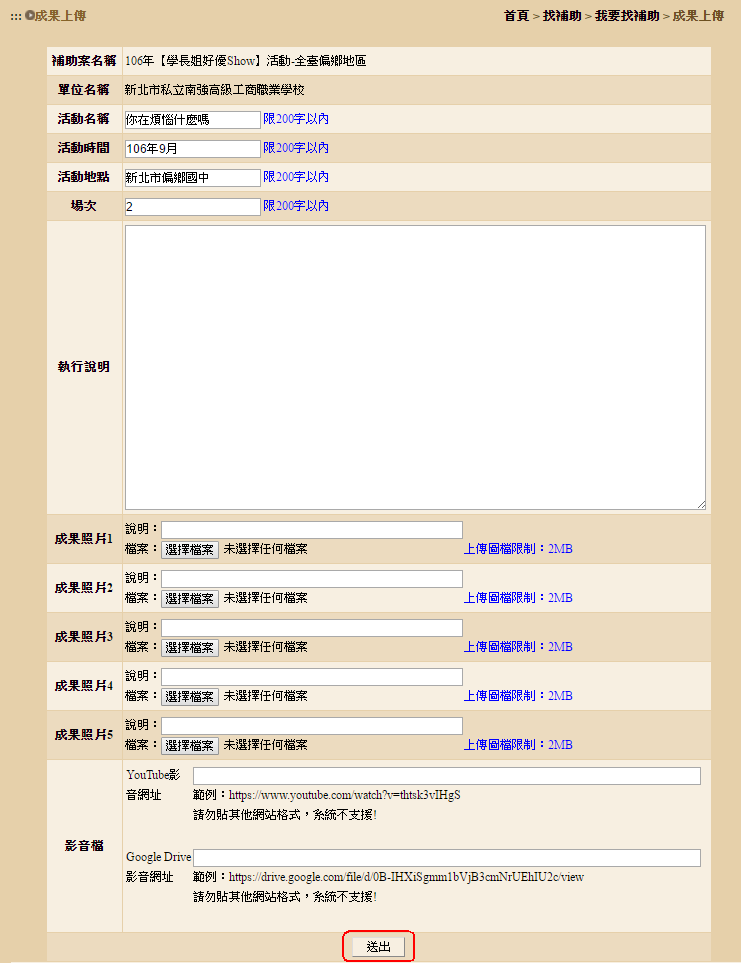 ::: 成果上傳
首頁 > 找補助 > 我要找補助 > 成果上傳
補助案名稱 106年【學長姐好優Show】活動-全臺偏鄉地區
單位名稱 新北市私立南強高級工商職業學校
活動名稱 你在煩惱什麼嗎 限200字以內
活動時間 106年9月 限200字以內
活動地點 新北市偏鄉國中 限200字以內
場次 2 限200字以內
執行說明
成果照片1 說明：
檔案： 選擇檔案 未選擇任何檔案 上傳圖檔限制：2MB
成果照片2 說明：
檔案： 選擇檔案 未選擇任何檔案 上傳圖檔限制：2MB
成果照片3 說明：
檔案： 選擇檔案 未選擇任何檔案 上傳圖檔限制：2MB
成果照片4 說明：
檔案： 選擇檔案 未選擇任何檔案 上傳圖檔限制：2MB
成果照片5 說明：
檔案： 選擇檔案 未選擇任何檔案 上傳圖檔限制：2MB
影音檔
YouTube影
音網址 範例：https://www.youtube.com/watch?v=thtsk3vIHgS
請勿貼其他網站格式，系統不支援!
Google Drive
影音網址 範例：https://drive.google.com/file/d/0B-IHXiSgmm1bVjB3cmNrUEhIU2c/view
請勿貼其他網站格式，系統不支援!
送出